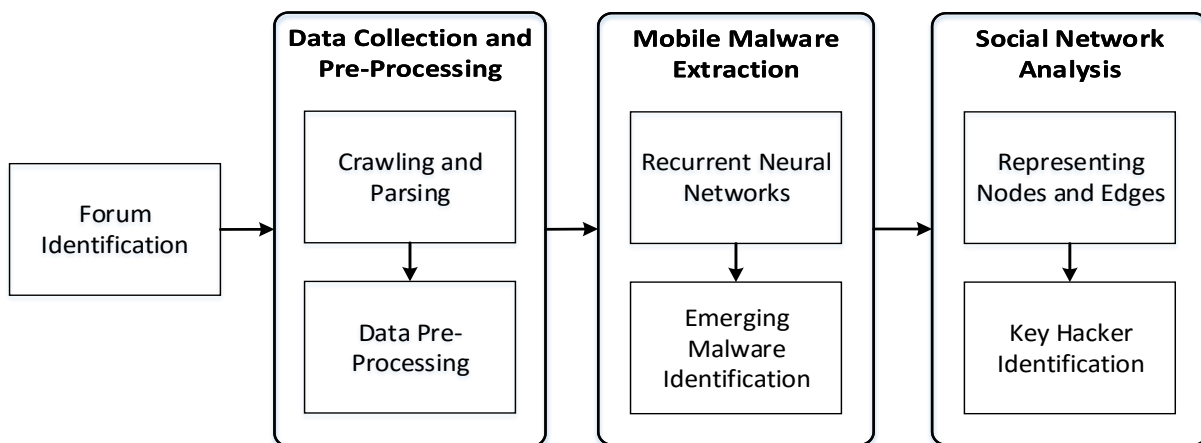 Forum
Identification
Data Collection and
Pre-Processing
Crawling and
Parsing
Data Pre-
Processing
Mobile Malware
Extraction
Recurrent Neural
Networks
Emerging
Malware
Identification
Social Network
Analysis
Representing
Nodes and Edges
Key Hacker
Identification